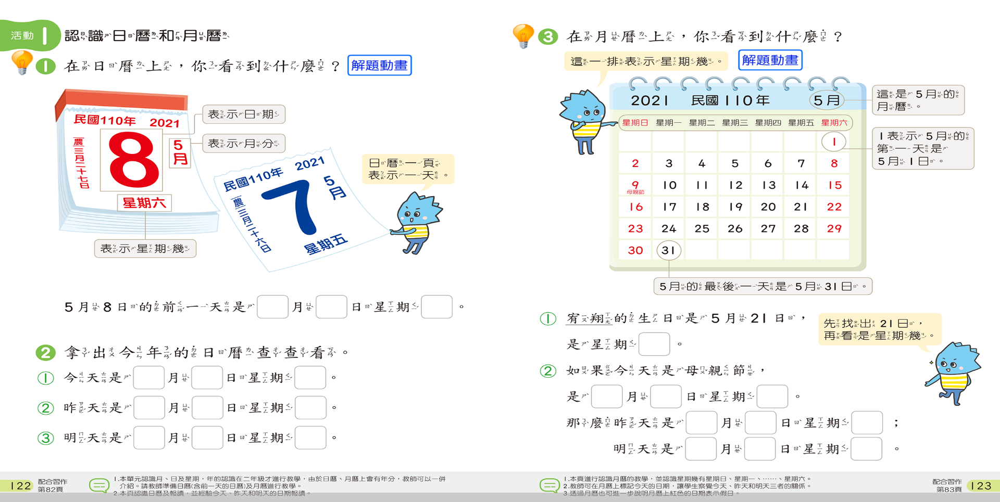 活動 1 認識日曆和月曆
1 在日曆上，你看到什麼？ 解題動畫
民國110年 2021
農三月二十七日
8
5月
星期六
表示日期
表示月分
表示星期幾
民國110年 2021
農三月二十六日
7
5月
星期五
日曆一頁
表示一天。
5月8日的前一天是 月 日星期 。
2 拿出今年的日曆查查看。
① 今天是 月 日星期 。
② 昨天是 月 日星期 。
③ 明天是 月 日星期 。
122 配合習作
第82頁
1.本單元認識月、日及星期，年的認識在二年級才進行教學，由於日曆、月曆上會有年分，教師可以一併
介紹。請教師準備日曆(含前一天的日曆)及月曆進行教學。
2.本頁認識日曆及報讀，並經驗今天、昨天和明天的日期報讀。
3 在月曆上，你看到什麼？
這一排表示星期幾。 解題動畫
2021 民國110年 5月
這是5月的
月曆。
星期日 星期一 星期二 星期三 星期四 星期五 星期六
1
1表示5月的
第一天是
5月1日。
2 3 4 5 6 7 8
9 10 11 12 13 14 15
母親節
16 17 18 19 20 21 22
23 24 25 26 27 28 29
30 31
5月的最後一天是5月31日。
① 宥翔的生日是5月21日，
是星期 。
先找出21日，
再看是星期幾。
② 如果今天是母親節，
是 月 日星期 。
那麼昨天是 月 日星期 ；
明天是 月 日星期 。
1.本頁進行認識月曆的教學，並認識星期幾有星期日、星期一、……、星期六。
2.教師可在月曆上標記今天的日期，讓學生察覺今天、昨天和明天三者的關係。
3.透過月曆也可進一步說明月曆上紅色的日期表示假日。
配合習作
第83頁 123